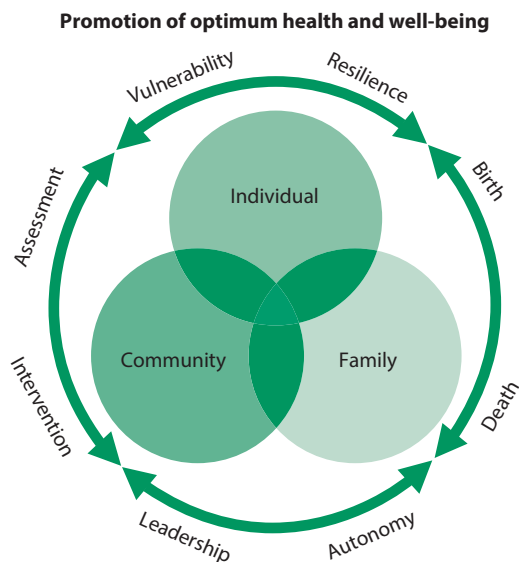 Promotion of optimum health and well-being
Vulnerability
Resilience
Assessment
Birth
Individual
Community
Family
Intervention
Death
Leadership
Autonomy